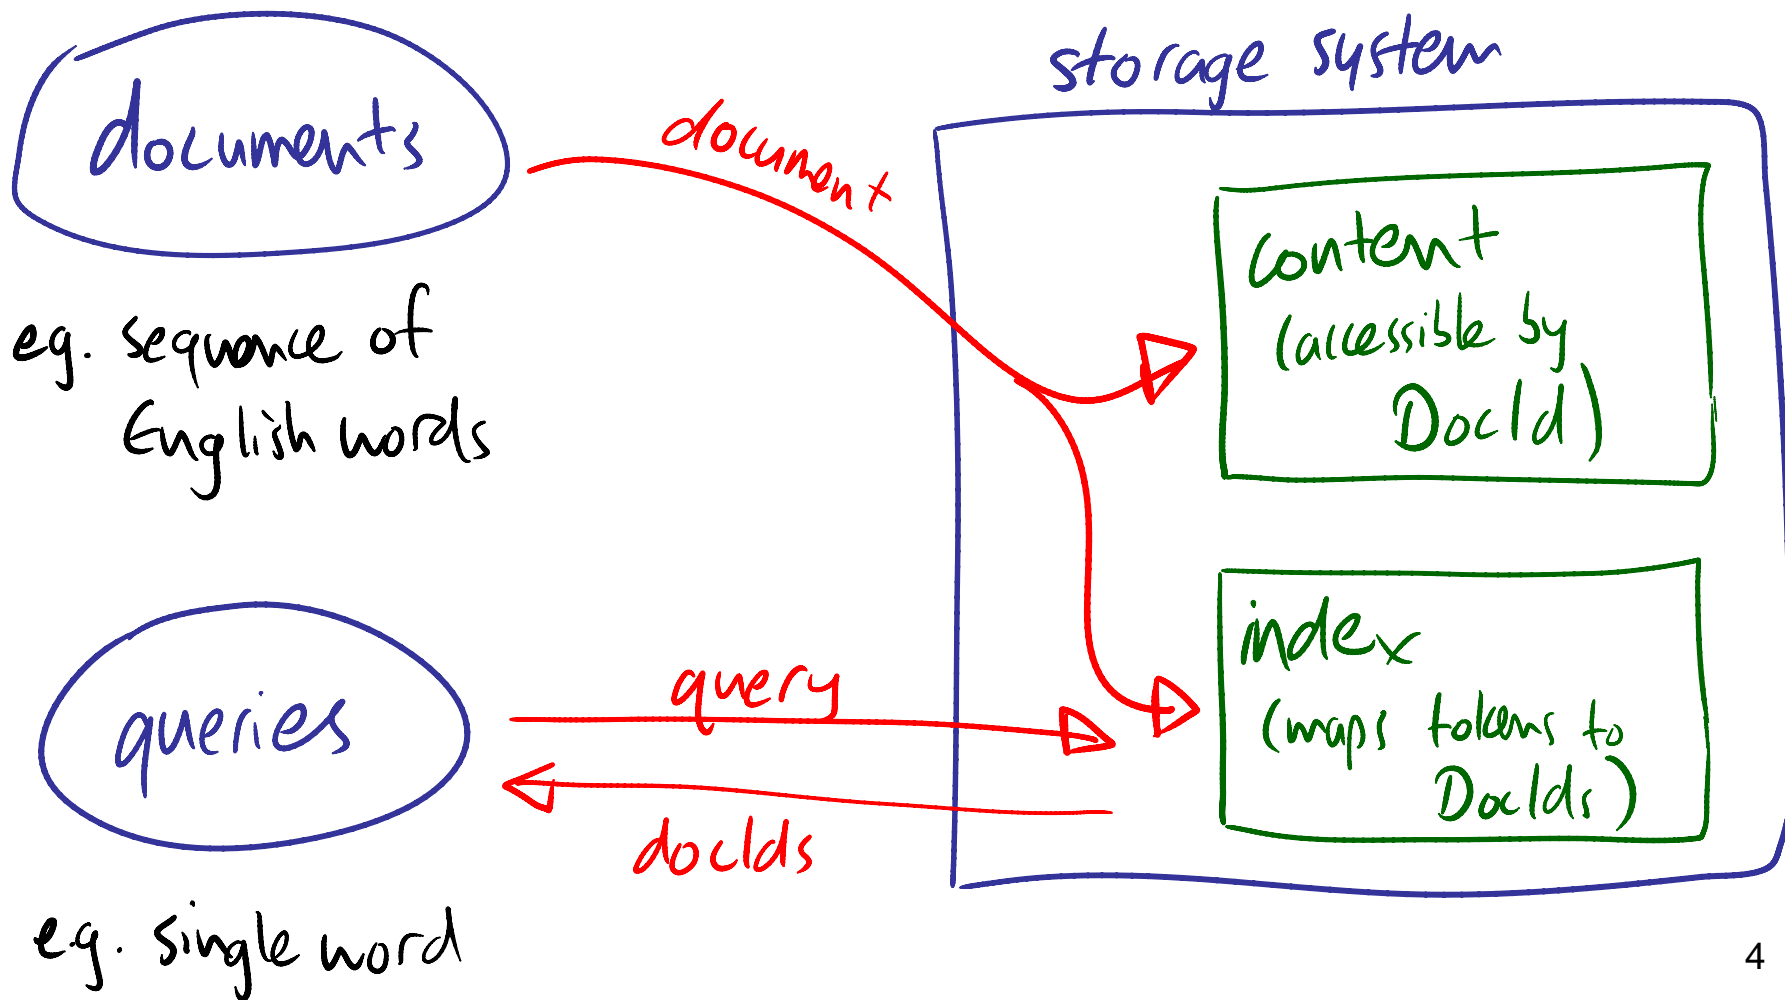 documents
eg. sequence of
English words
document
storage system
content
(accessible by
DocId)
queries
e.g. single word
query
docIds
index
(maps tokens to
DocIds)
4